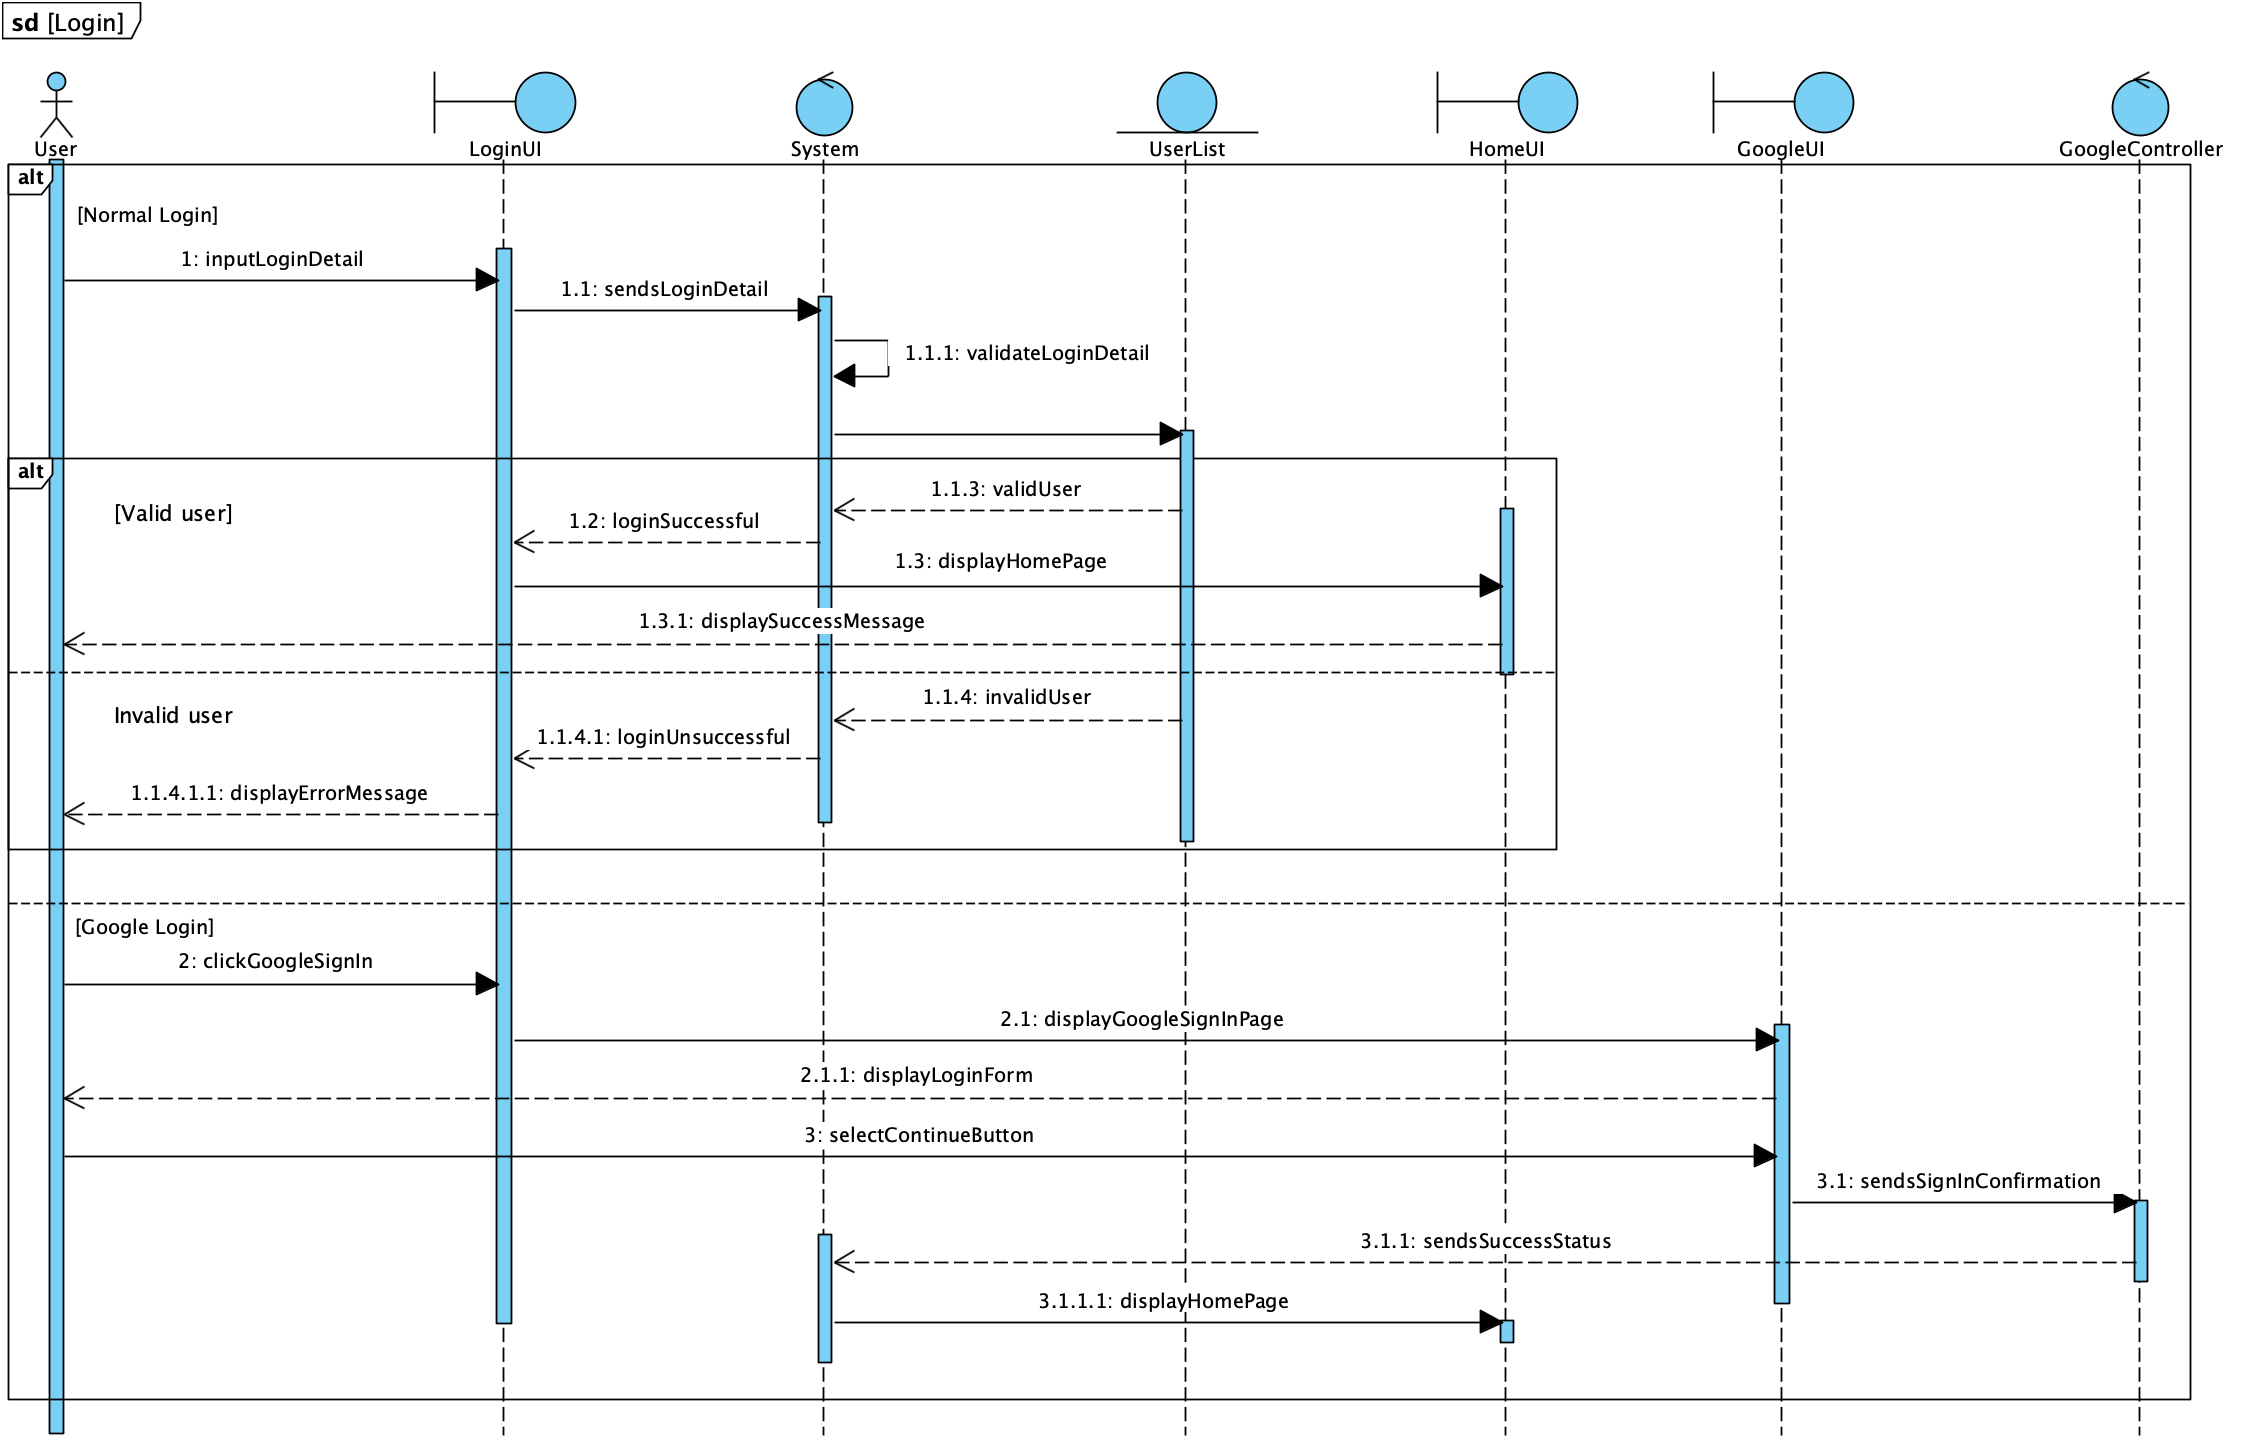 sd [Login]
User
LoginUI
System
UserList
HomeUI
GoogleUI
GoogleController
alt
[Normal Login]
1: inputLoginDetail
1.1: sendsLoginDetail
1.1.1: validateLoginDetail
alt
[Valid user]
1.1.3: validUser
1.2: loginSuccessful
1.3: displayHomePage
1.3.1: displaySuccessMessage
Invalid user
1.1.4: invalidUser
1.1.4.1: loginUnsuccessful
1.1.4.1.1: displayErrorMessage
[Google Login]
2: clickGoogleSignIn
2.1: displayGoogleSignInPage
2.1.1: displayLoginForm
3: selectContinueButton
3.1: sendsSignInConfirmation
3.1.1: sendsSuccessStatus
3.1.1.1: displayHomePage